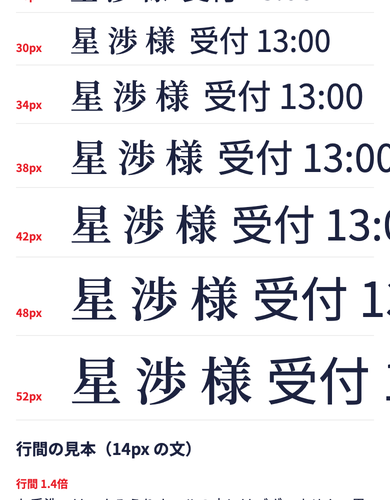 30px 星 渉 様 受付 13:00
34px 星 渉 様 受付 13:00
38px 星 渉 様 受付 13:00
42px 星 渉 様 受付 13:0
48px 星 渉 様 受付 1
52px 星 渉 様 受付
行間の見本（14px の文）
行間 1.4倍